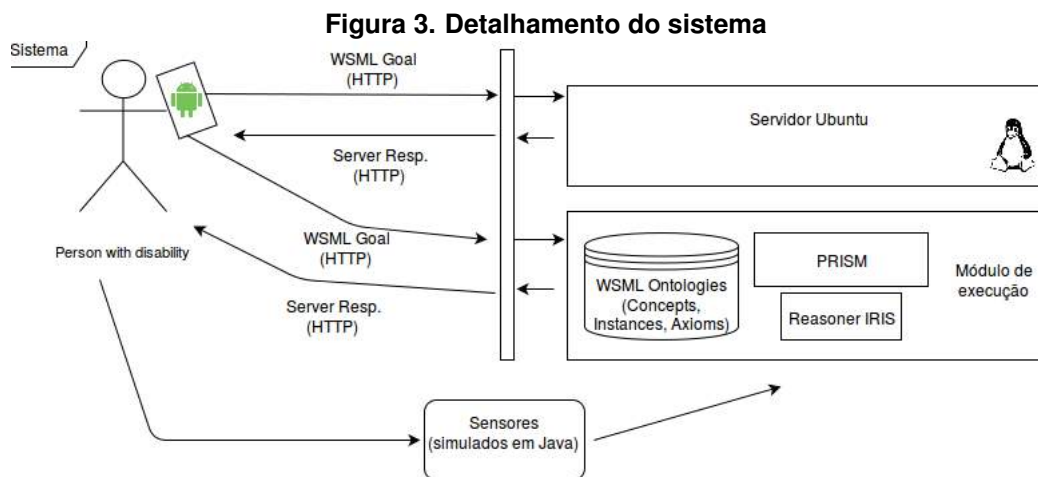 Figura 3. Detalhamento do sistema
Sistema
WSML Goal
(HTTP)
Servidor Ubuntu
Server Resp.
(HTTP)
Person with disability
WSML Goal
(HTTP)
Server Resp.
(HTTP)
WSML Ontologies
(Concepts,
Instances, Axioms)
PRISM
Reasoner IRIS
Módulo de
execução
Sensores
(simulados em Java)